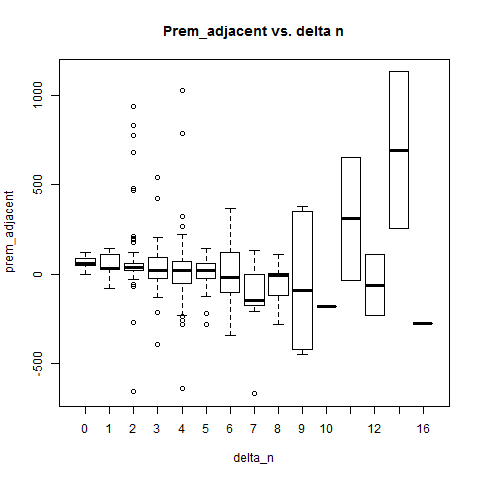 Prem_adjacent vs. delta n
prem_adjacent
1000
500
0
-500
0 1 2 3 4 5 6 7 8 9 10 12 16
delta_n